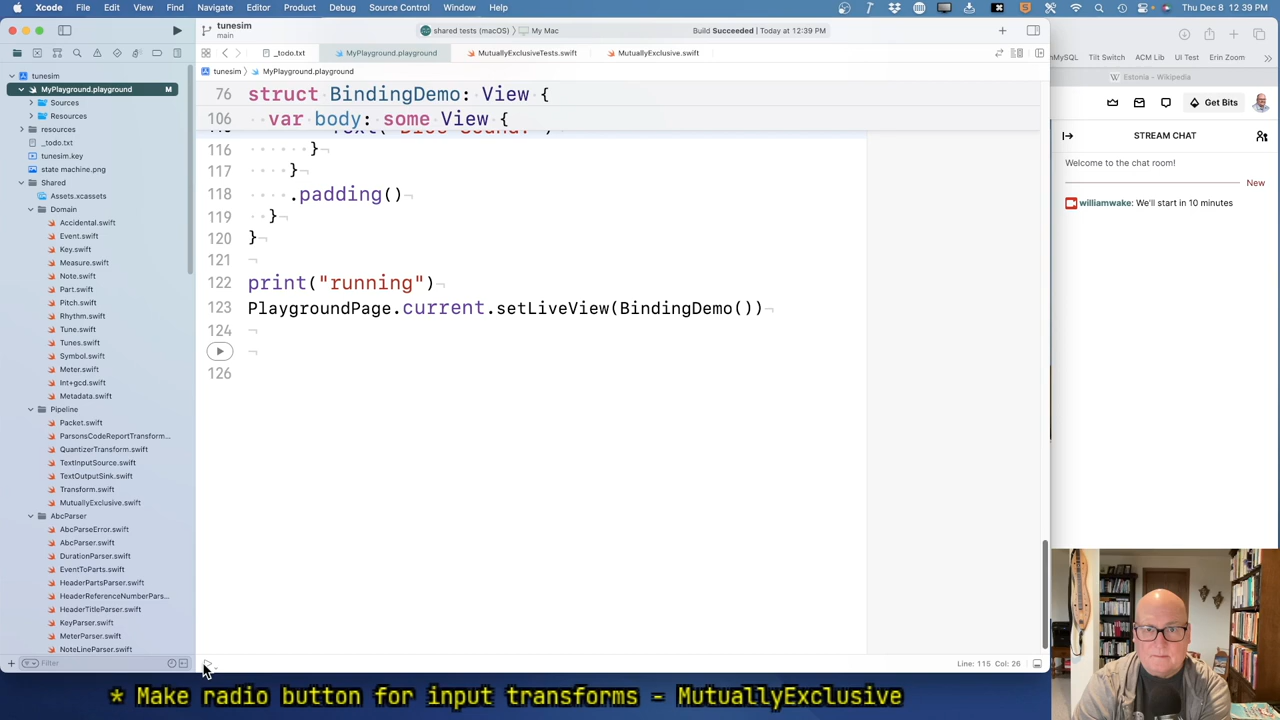 Xcode File Edit View Find Navigate Editor Product Debug Source Control Window Help
1:39 PM
tunesim
main
shared tests (macOS) 〉 My Mac
Build Succeeded | Today at 12:39 PM
_todo.txt MyPlayground.playground MutuallyExclusiveTests.swift MutuallyExclusive.swift
tunesim 〉 MyPlayground.playground
tunesim
MyPlayground.playground M
Sources
Resources
resources
_todo.txt
tunesim.key
state machine.png
Shared
Assets.xcassets
Domain
Accidental.swift
Event.swift
Key.swift
Measure.swift
Note.swift
Part.swift
Pitch.swift
Rhythm.swift
Tune.swift
Tunes.swift
Symbol.swift
Meter.swift
Int+gcd.swift
Metadata.swift
Pipeline
Packet.swift
ParsonsCodeReportTransform...
QuantizerTransform.swift
TextInputSource.swift
TextOutputSink.swift
Transform.swift
MutuallyExclusive.swift
AbcParser
AbcParseError.swift
AbcParser.swift
DurationParser.swift
EventToParts.swift
HeaderPartsParser.swift
HeaderReferenceNumberPars...
HeaderTitleParser.swift
KeyParser.swift
MeterParser.swift
NoteLineParser.swift
Filter
76 struct BindingDemo: View {
106 var body: some View {
116 }
117 }
118 .padding()
119 }
120 }
121
122 print("running")
123 PlaygroundPage.current.setLiveView(BindingDemo())
124
126
Line: 115 Col: 26
nMySQL Tilt Switch ACM Lib UI Test Erin Zoom
Estonia - Wikipedia
Get Bits
STREAM CHAT
Welcome to the chat room!
New
williamwake: We'll start in 10 minutes
* Make radio button for input transforms - MutuallyExclusive